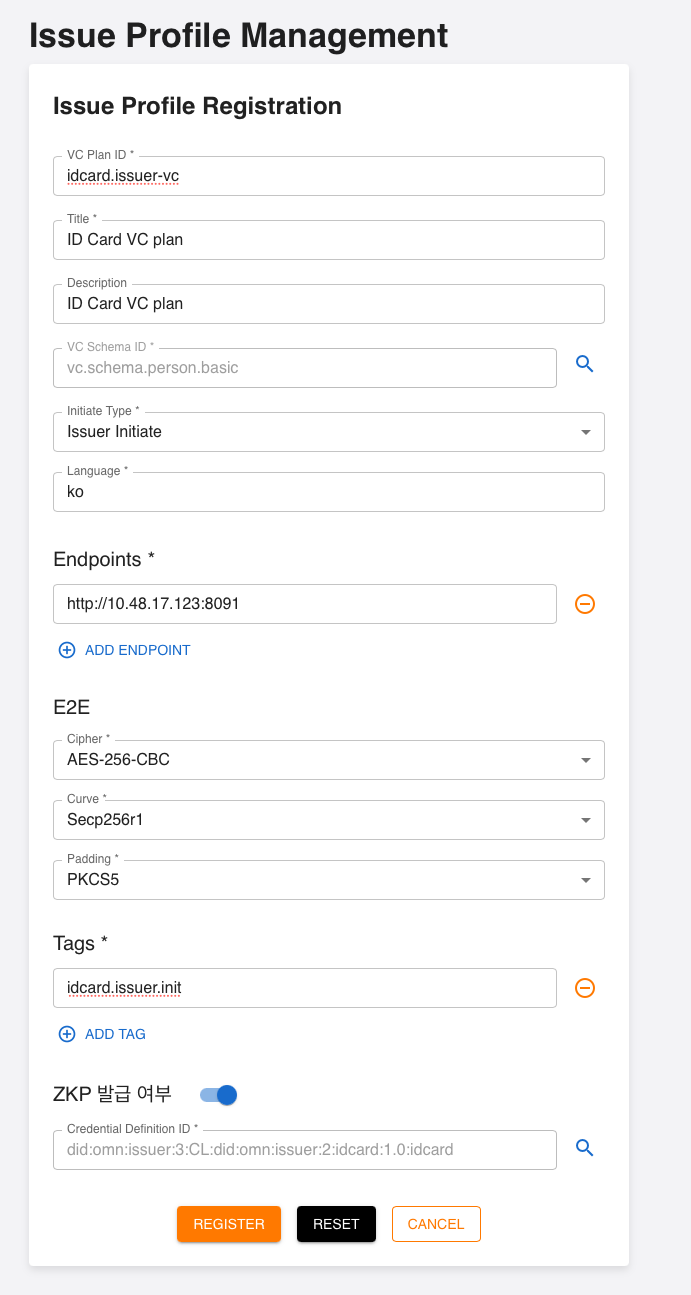 Issue Profile Management
Issue Profile Registration
VC Plan ID *
idcard.issuer-vc
Title *
ID Card VC plan
Description
ID Card VC plan
VC Schema ID *
vc.schema.person.basic
Initiate Type *
Issuer Initiate
Language *
ko
Endpoints *
http://10.48.17.123:8091
ADD ENDPOINT
E2E
Cipher *
AES-256-CBC
Curve *
Secp256r1
Padding *
PKCS5
Tags *
idcard.issuer.init
ADD TAG
ZKP 발급 여부
Credential Definition ID *
did:omn:issuer:3:CL:did:omn:issuer:2:idcard:1.0:idcard
REGISTER RESET CANCEL